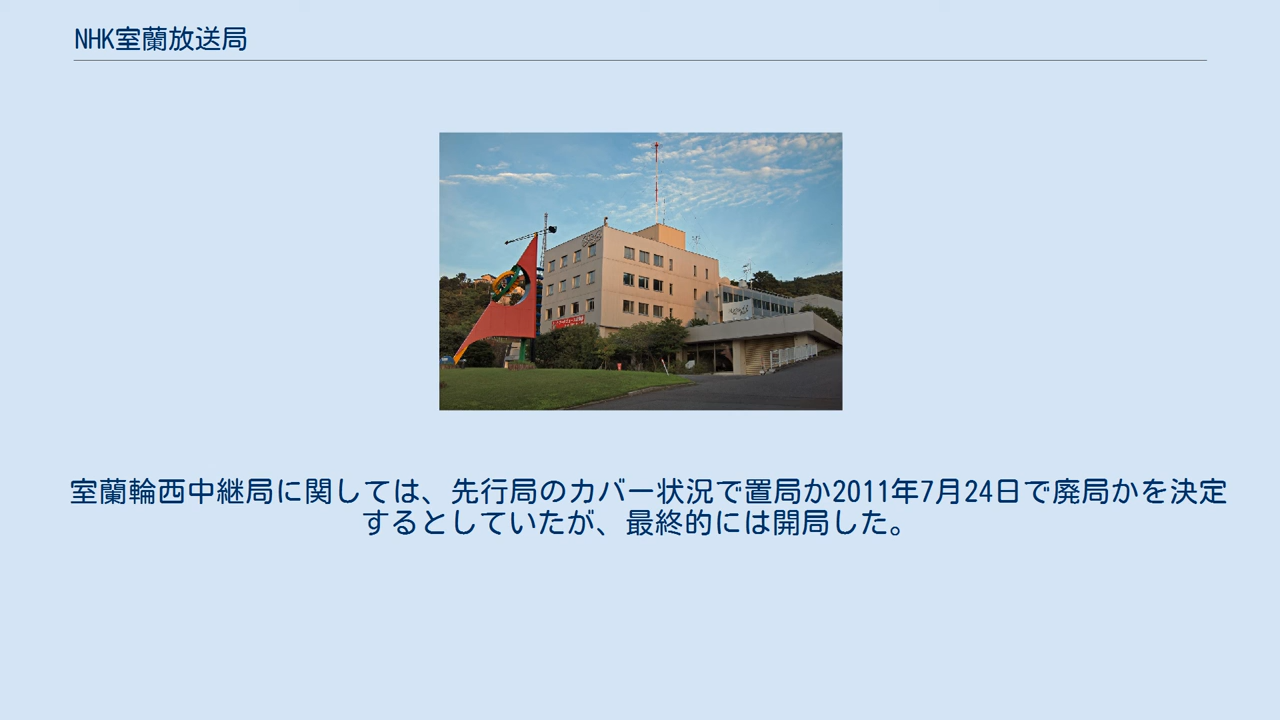 NHK室蘭放送局
室蘭輪西中継局に関しては、先行局のカバー状況で置局か2011年7月24日で廃局かを決定
するとしていたが、最終的には開局した。